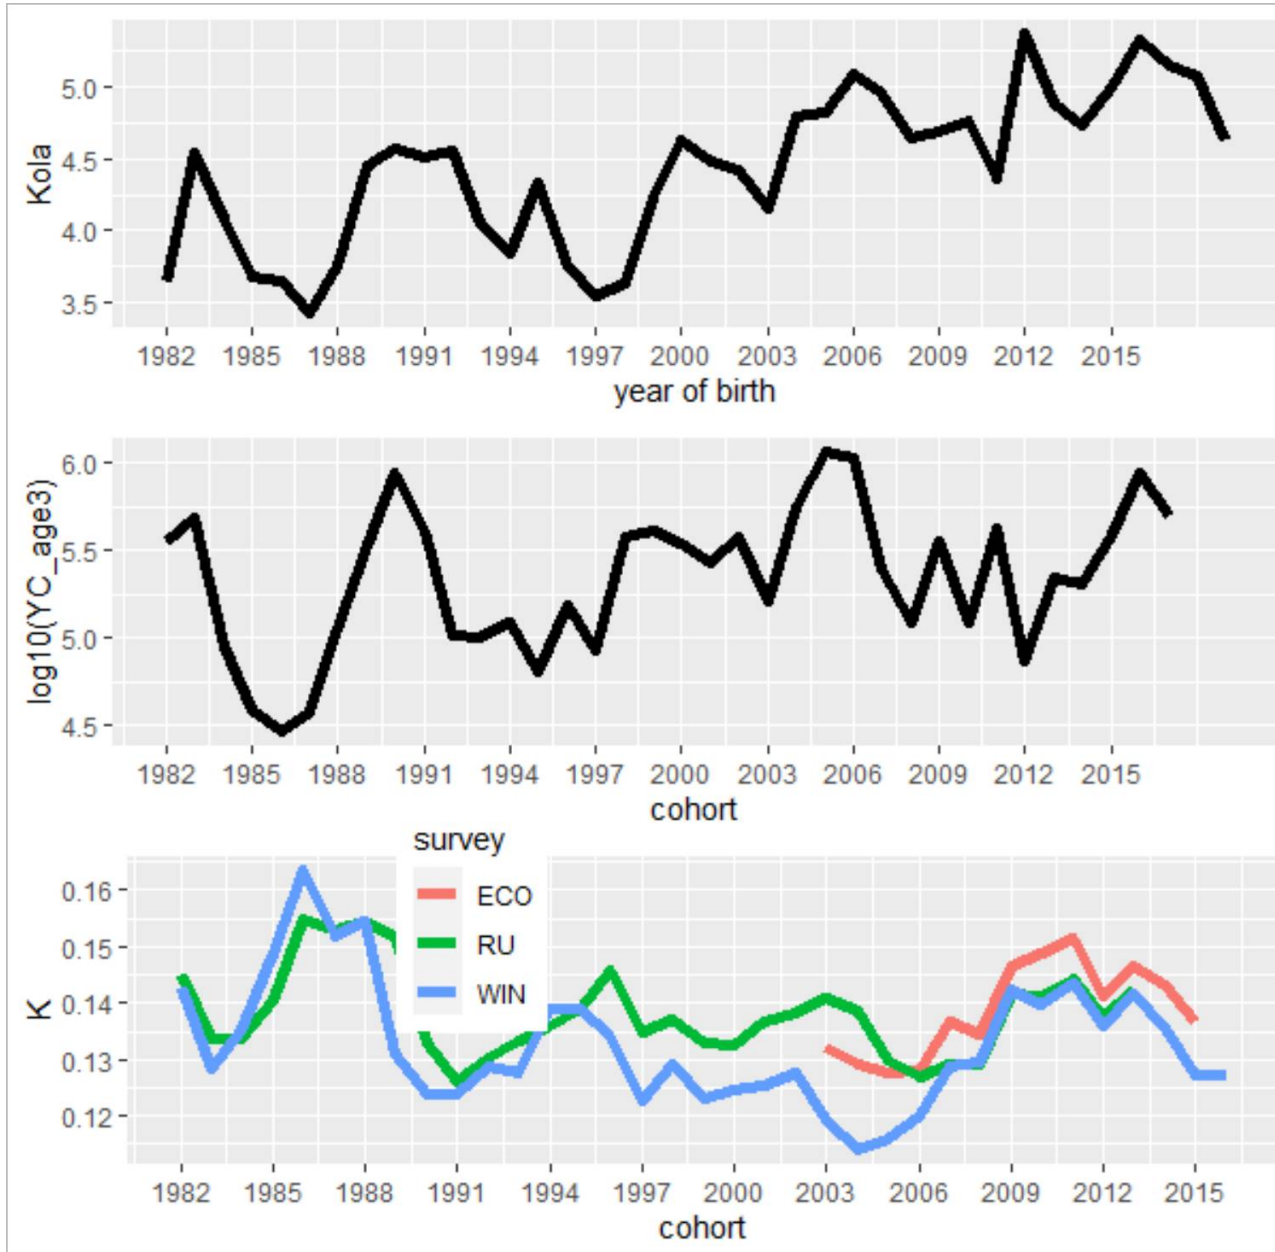 Kola
5.0
4.5
4.0
3.5
1982 1985 1988 1991 1994 1997 2000 2003 2006 2009 2012 2015
year of birth
log10(YC_age3)
6.0
5.5
5.0
4.5
1982 1985 1988 1991 1994 1997 2000 2003 2006 2009 2012 2015
cohort
survey
ECO
RU
WIN
K
0.16
0.15
0.14
0.13
0.12
1982 1985 1988 1991 1994 1997 2000 2003 2006 2009 2012 2015
cohort